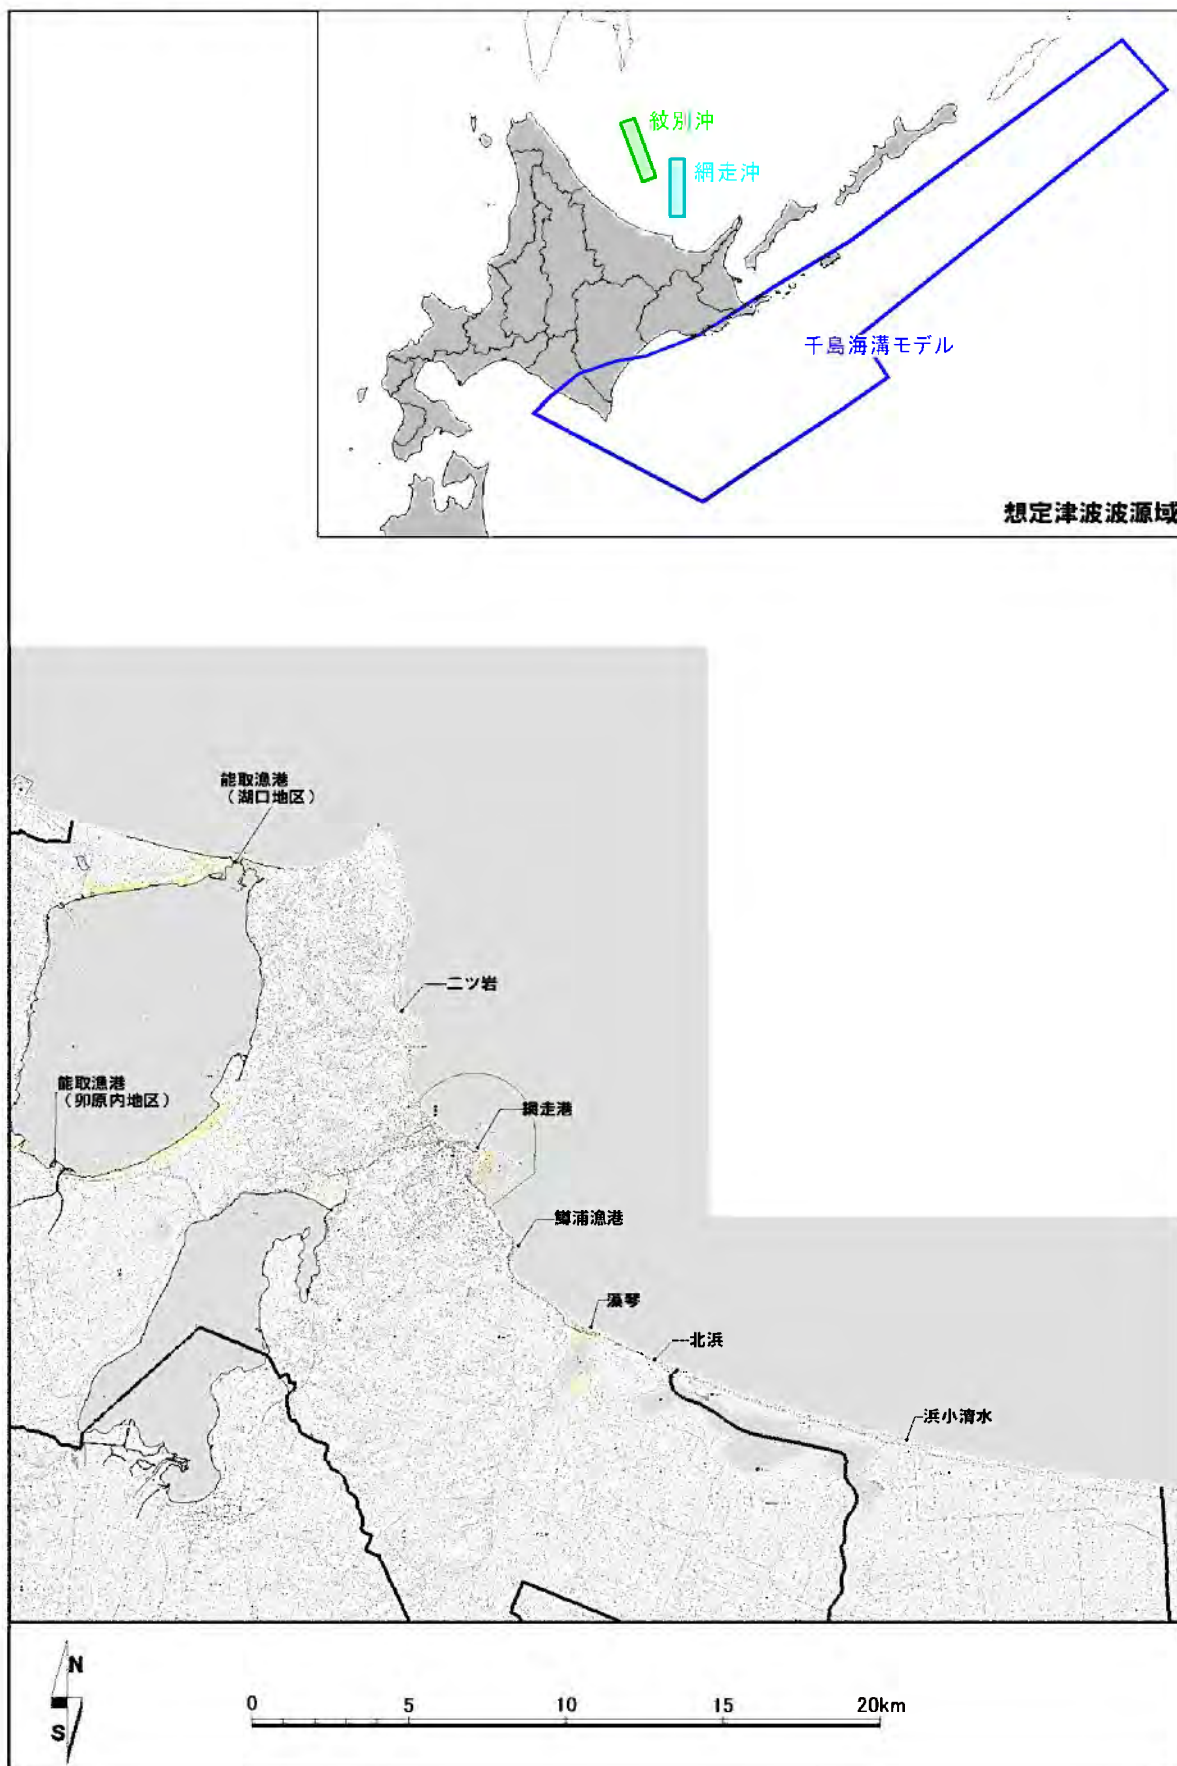 紋別沖
網走沖
千島海溝モデル
想定津波波源域
能取漁港
（湖口地区）
二ツ岩
能取漁港
（卯原内地区）
網走港
鱒浦漁港
藻琴
北浜
浜小清水
N
S
0 5 10 15 20km